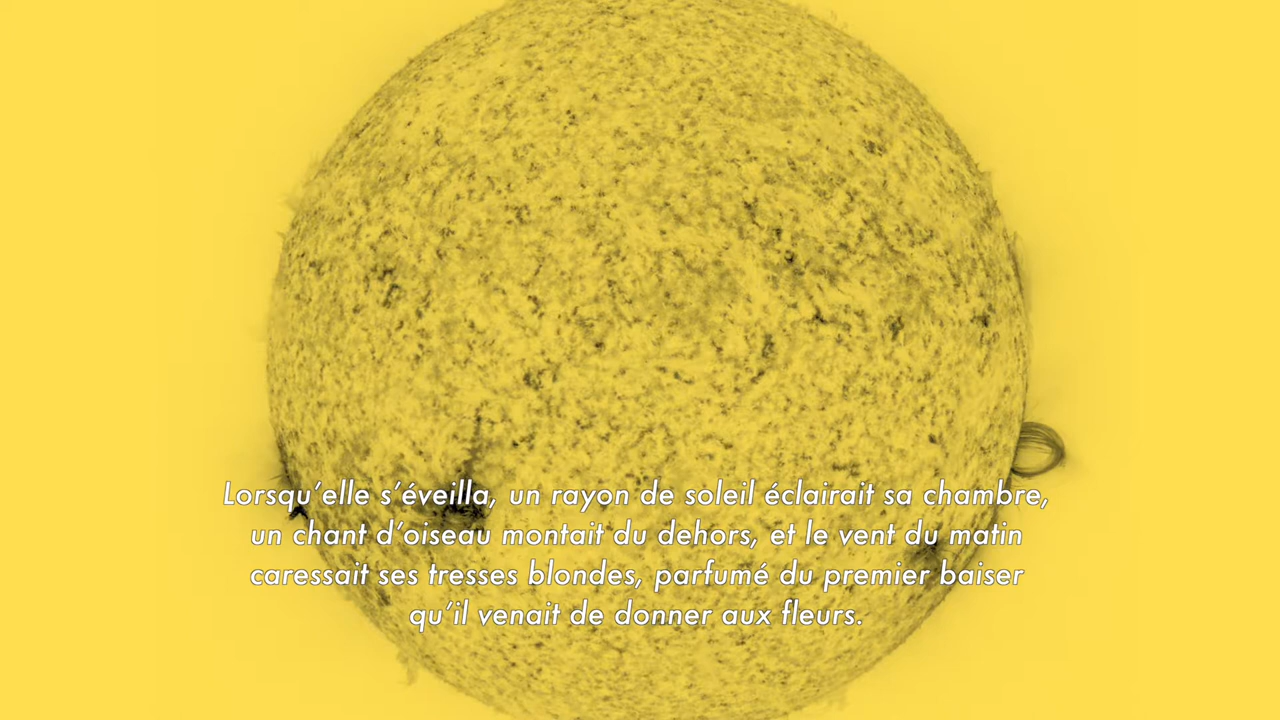 Lorsqu'elle s'éveilla, un rayon de soleil éclairait sa chambre,
un chant d'oiseau montait du dehors, et le vent du matin
caressait ses tresses blondes, parfumé du premier baiser
qu'il venait de donner aux fleurs.